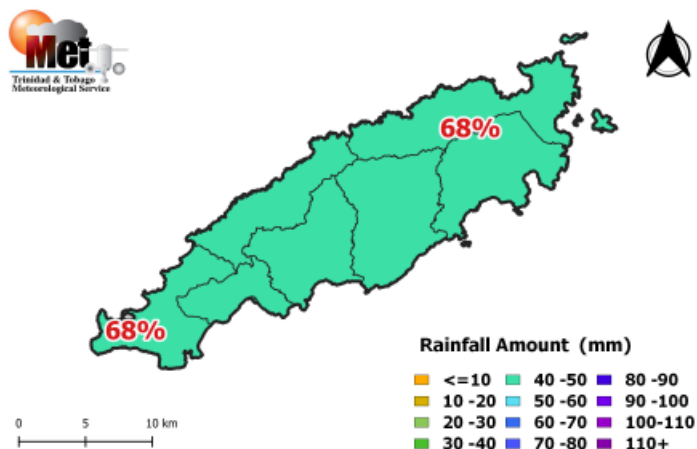 Met
Trinidad & Tobago
Meteorological Service
68%
68%
Rainfall Amount (mm)
<=10 40 -50 80 -90
10 -20 50 -60 90 -100
20 -30 60 -70 100-110
30 -40 70 -80 110+
0 5 10 km